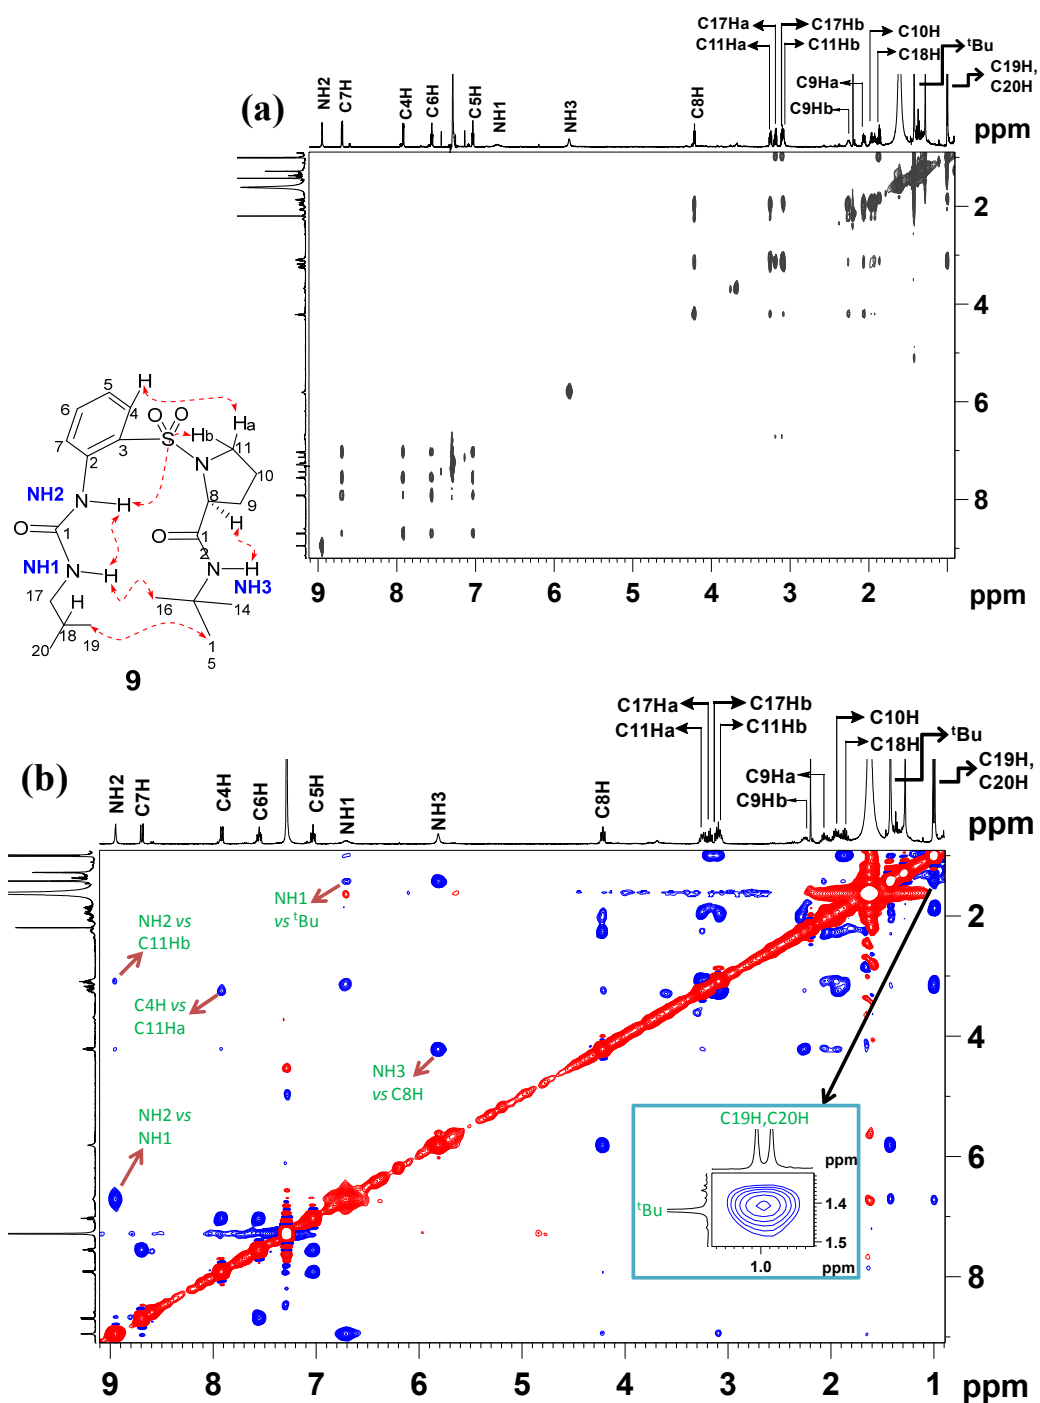 (a)
NH2
C7H
C4H
C6H
C5H
NH1
NH3
C8H
C17Ha
C17Hb
C11Ha
C11Hb
C10H
C18H
C9Ha
C9Hb
tBu
C19H,
C20H
ppm
2
4
6
8
9 8 7 6 5 4 3 2 1
ppm
H
5
4
6
7
3
2
O O
S
Hb
H
a
11
N
10
8
9
NH2
N
H
H
O
1
O
1
2
NH1
N
H
N
H
NH3
17
H
16
14
18
19
20
1
5
9
(b)
NH2
C7H
C4H
C6H
C5H
NH1
NH3
C8H
C17Ha
C17Hb
C11Ha
C11Hb
C10H
C18H
C9Ha
C9Hb
tBu
C19H,
C20H
ppm
NH1
vs tBu
NH2 vs
C11Hb
C4H vs
C11Ha
NH3
vs C8H
NH2 vs
NH1
C19H,C20H
ppm
tBu
1.4
1.5
1.0
ppm
2
4
6
8
9 8 7 6 5 4 3 2 1 ppm